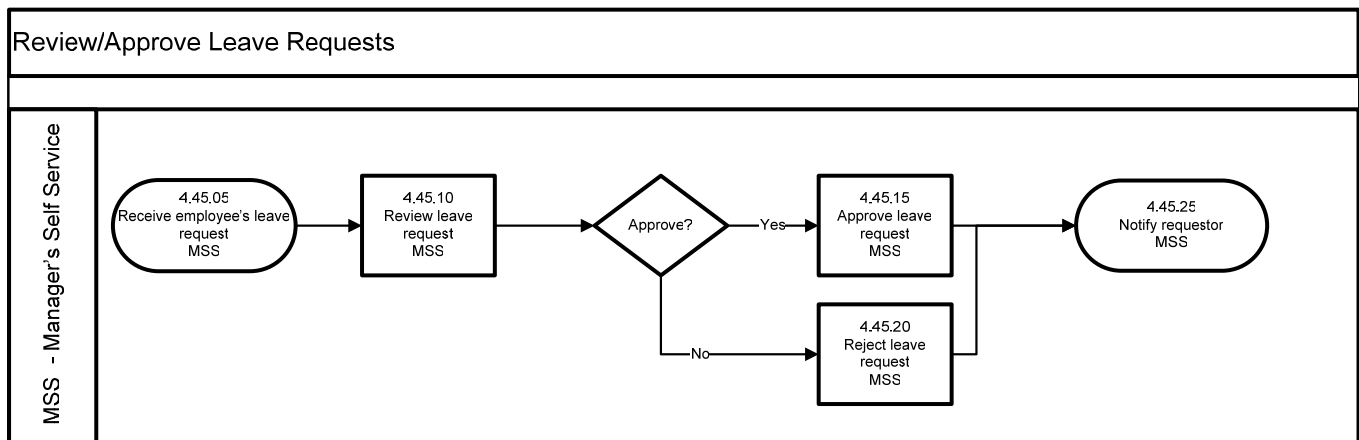 Review/Approve Leave Requests
MSS - Manager's Self Service
4.45.05
Receive employee's leave
request
MSS
4.45.10
Review leave
request
MSS
Approve?
Yes
4.45.15
Approve leave
request
MSS
4.45.25
Notify requestor
MSS
No
4.45.20
Reject leave
request
MSS